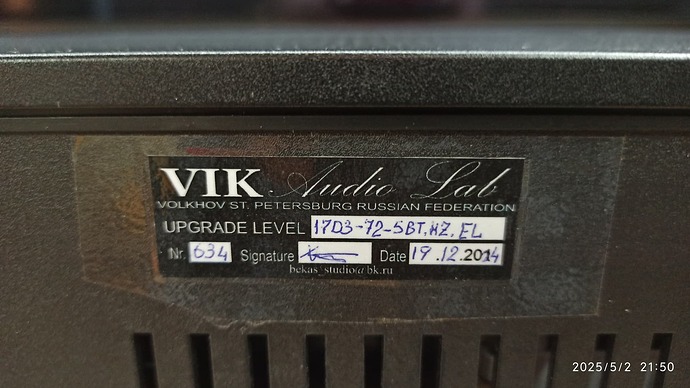 VIK Audio Lab
VOLKHOV ST. PETERSBURG RUSSIAN FEDERATION
UPGRADE LEVEL 17D3-72-5BT,HZ,EL
Nr. 634 Signature Date 19.12.2014
bekas_studio@bk.ru
2025/5/2 21:50